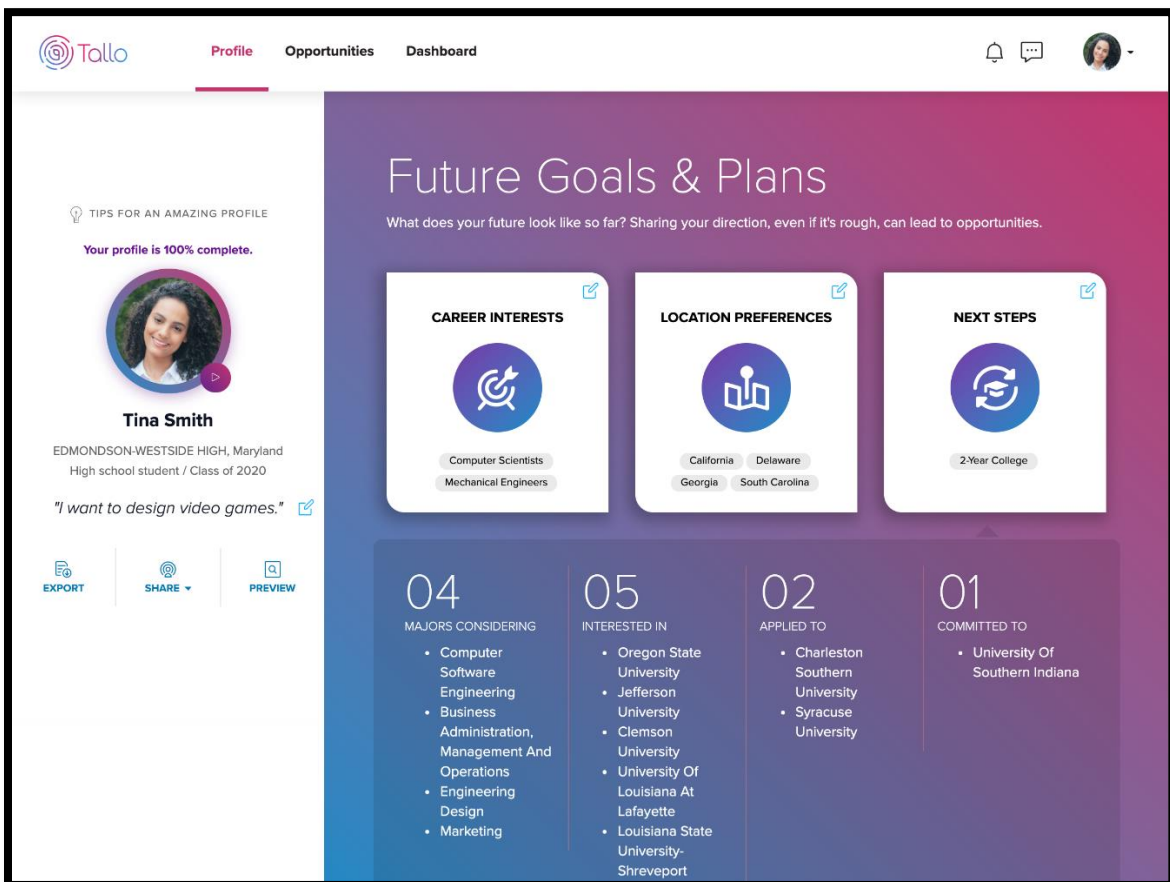 Tallo
Profile
Opportunities
Dashboard
TIPS FOR AN AMAZING PROFILE
Your profile is 100% complete.
Tina Smith
EDMONDSON-WESTSIDE HIGH, Maryland
High school student / Class of 2020
"I want to design video games."
EXPORT
SHARE
PREVIEW
Future Goals & Plans
What does your future look like so far? Sharing your direction, even if it's rough, can lead to opportunities.
CAREER INTERESTS
Computer Scientists
Mechanical Engineers
LOCATION PREFERENCES
California
Delaware
Georgia
South Carolina
NEXT STEPS
2-Year College
04
MAJORS CONSIDERING
• Computer
Software
Engineering
• Business
Administration,
Management And
Operations
• Engineering
Design
• Marketing
05
INTERESTED IN
• Oregon State
University
• Jefferson
University
• Clemson
University
• University Of
Louisiana At
Lafayette
• Louisiana State
University-
Shreveport
02
APPLIED TO
• Charleston
Southern
University
• Syracuse
University
01
COMMITTED TO
• University Of
Southern Indiana